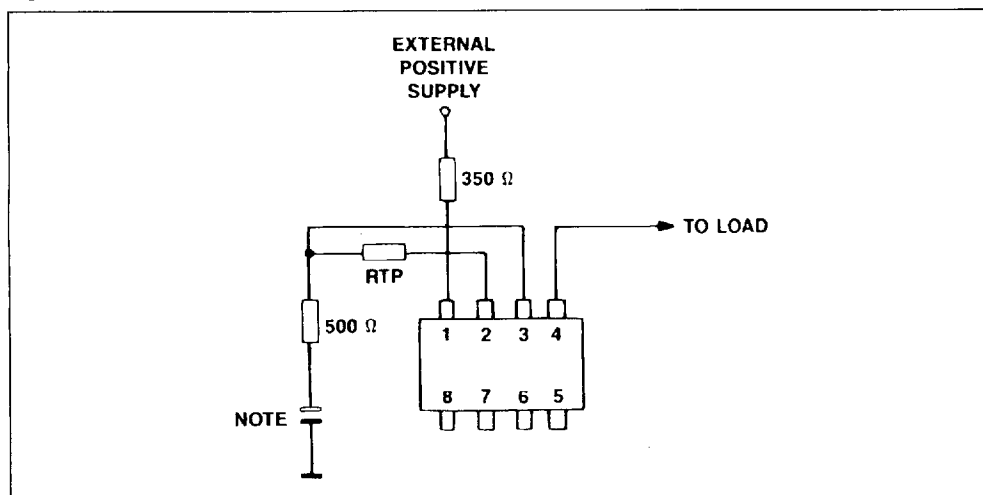 EXTERNAL
POSITIVE
SUPPLY
350 Ω
TO LOAD
RTP
500 Ω
1 2 3 4
8 7 6 5
NOTE